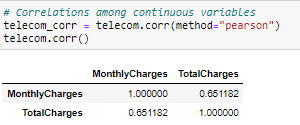 # Correlations among continuous variables
telecom_corr = telecom.corr(method="pearson")
telecom.corr()
MonthlyCharges TotalCharges
MonthlyCharges 1.000000 0.651182
TotalCharges 0.651182 1.000000